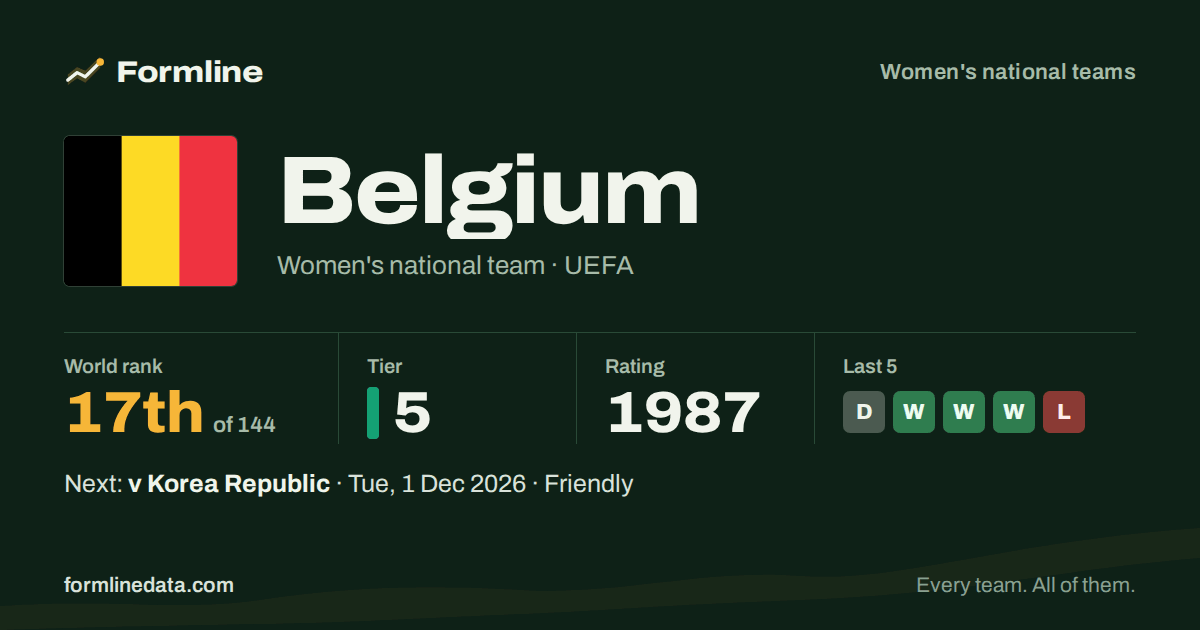 Formline
Women's national teams
Belgium
Women's national team · UEFA
World rank
17th of 144
Tier
5
Rating
1987
Last 5
D W W W L
Next: v Korea Republic · Tue, 1 Dec 2026 · Friendly
formlinedata.com
Every team. All of them.